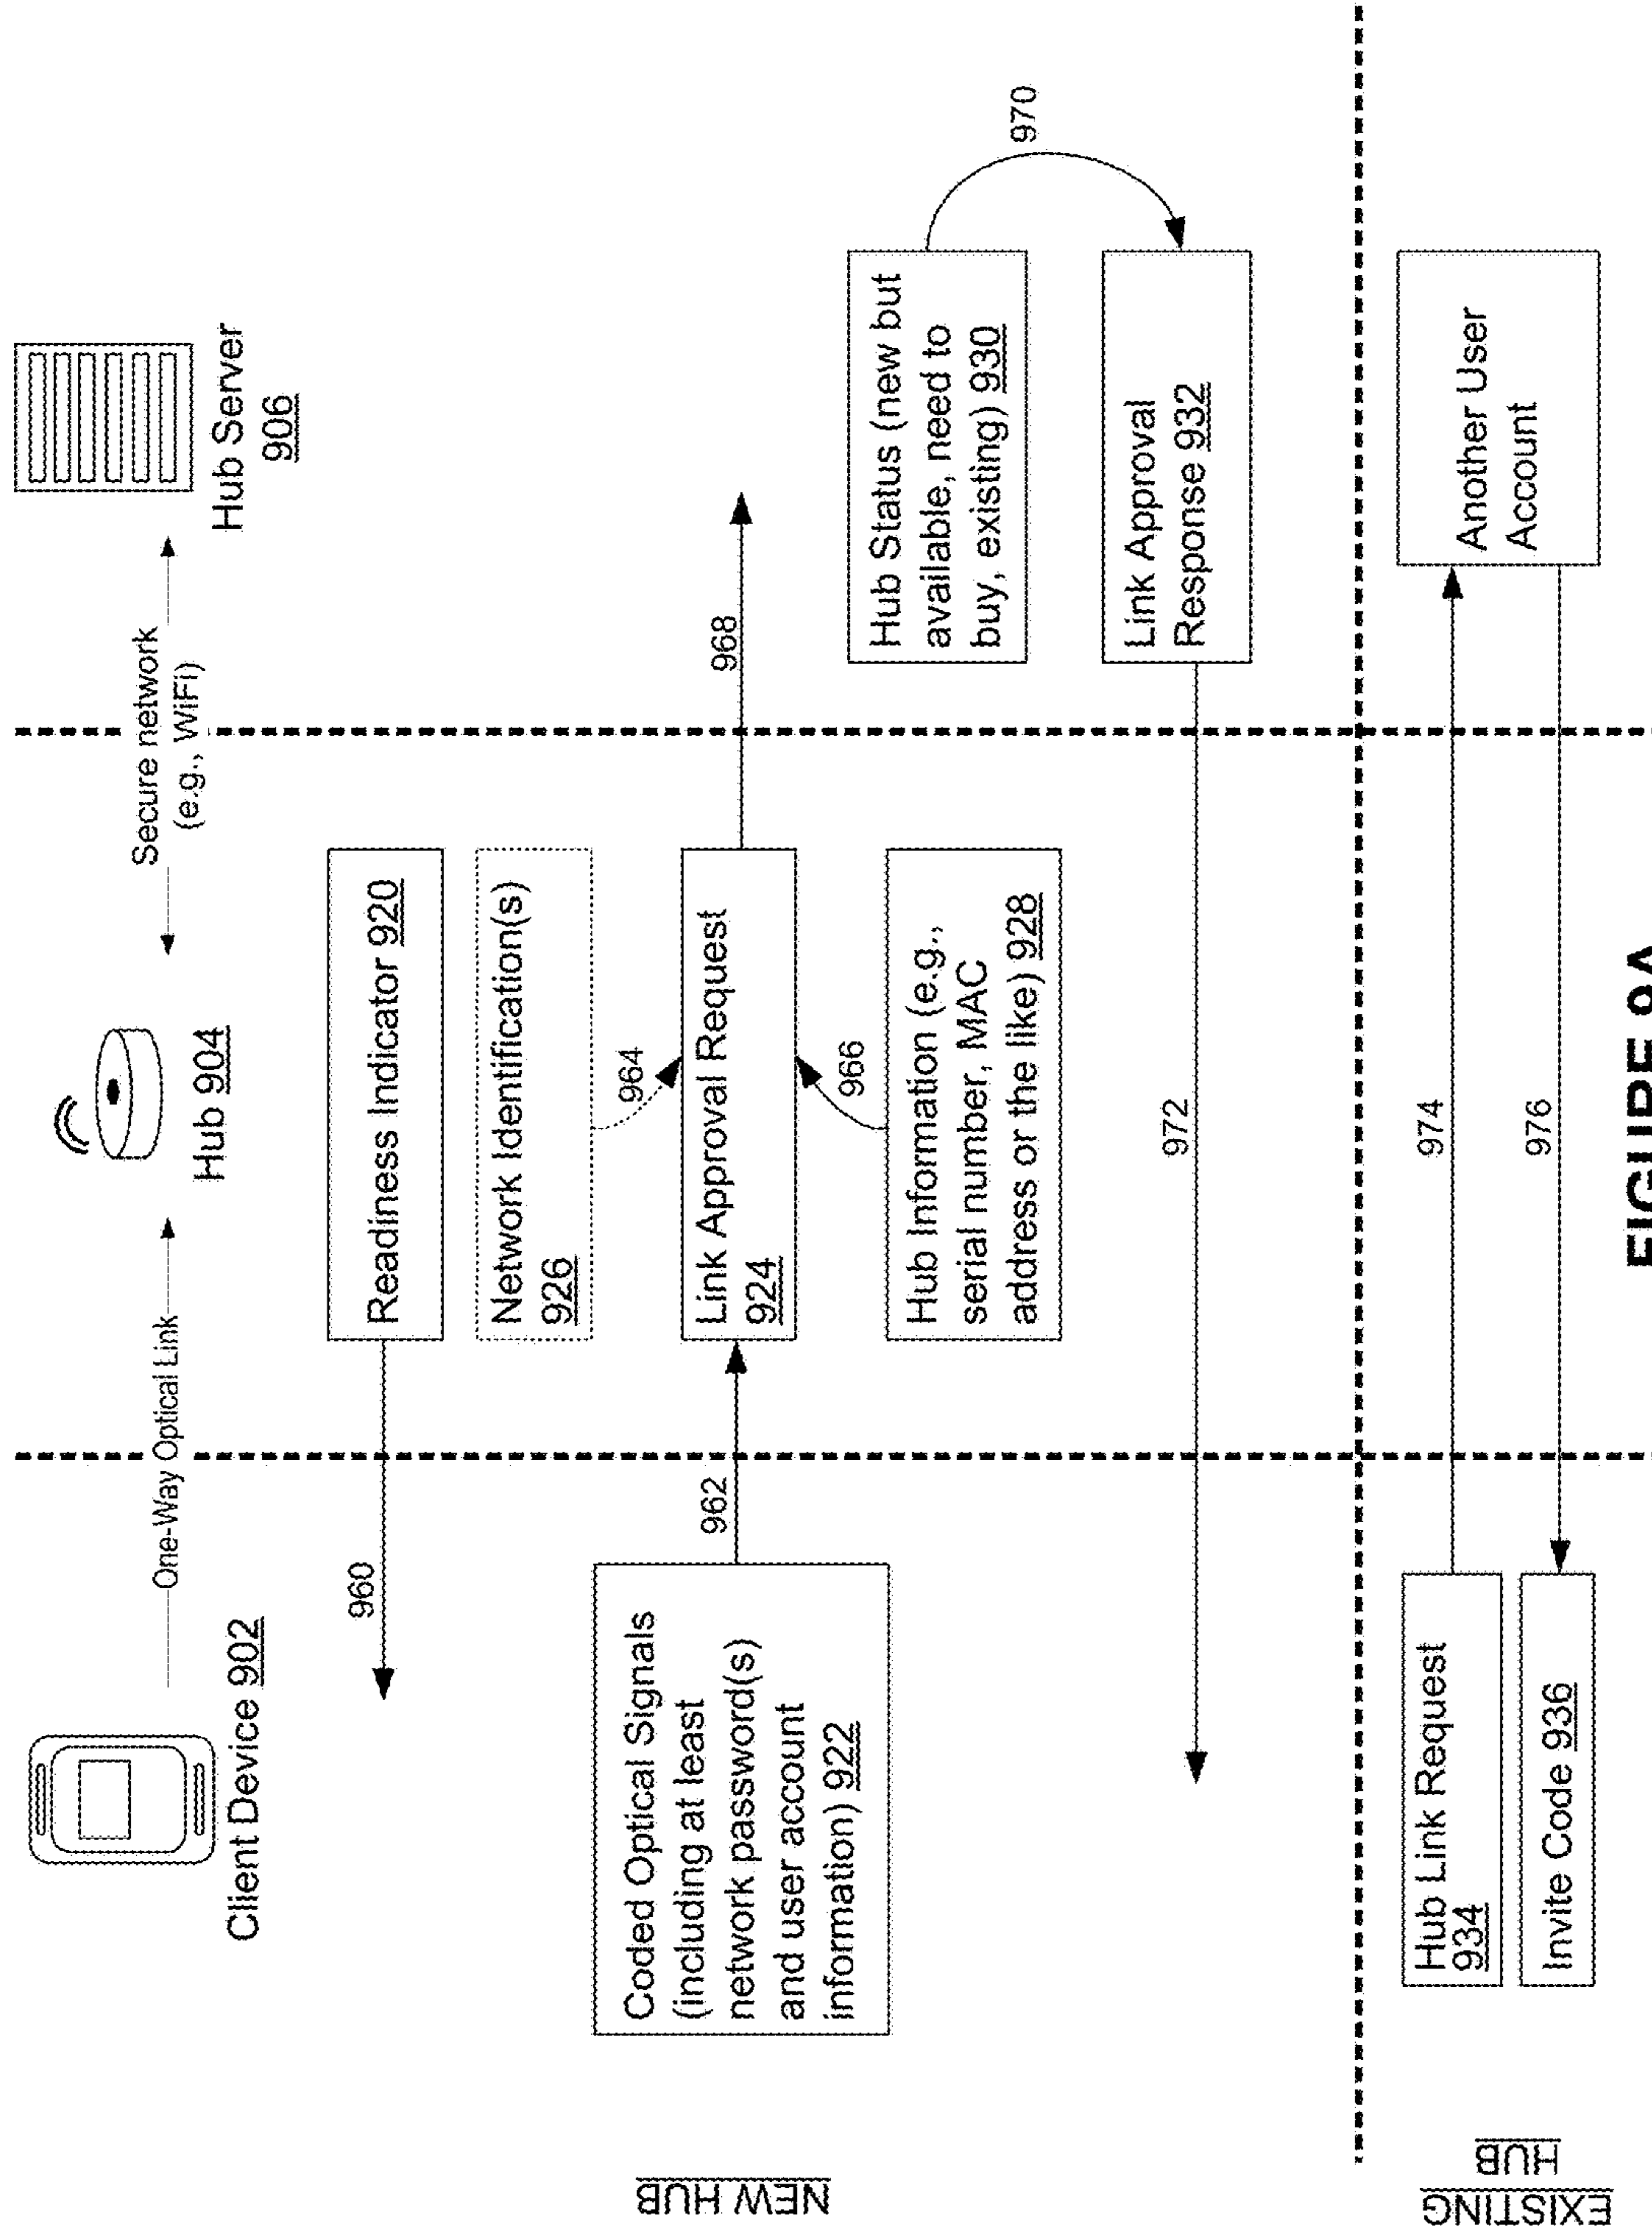 One-Way Optical Link
Secure network
(e.g., WiFi)
Client Device 902
Hub 904
Hub Server
906
NEW HUB
960
Readiness Indicator 920
Network Identification(s)
926
964
Coded Optical Signals
(including at least
network password(s)
and user account
information) 922
962
Link Approval Request
924
968
966
Hub Information (e.g.,
serial number, MAC
address or the like) 928
Hub Status (new but
available, need to
buy, existing) 930
970
Link Approval
Response 932
972
EXISTING
HUB
Hub Link Request
934
974
Another User
Account
Invite Code 936
976
FIGURE 9A